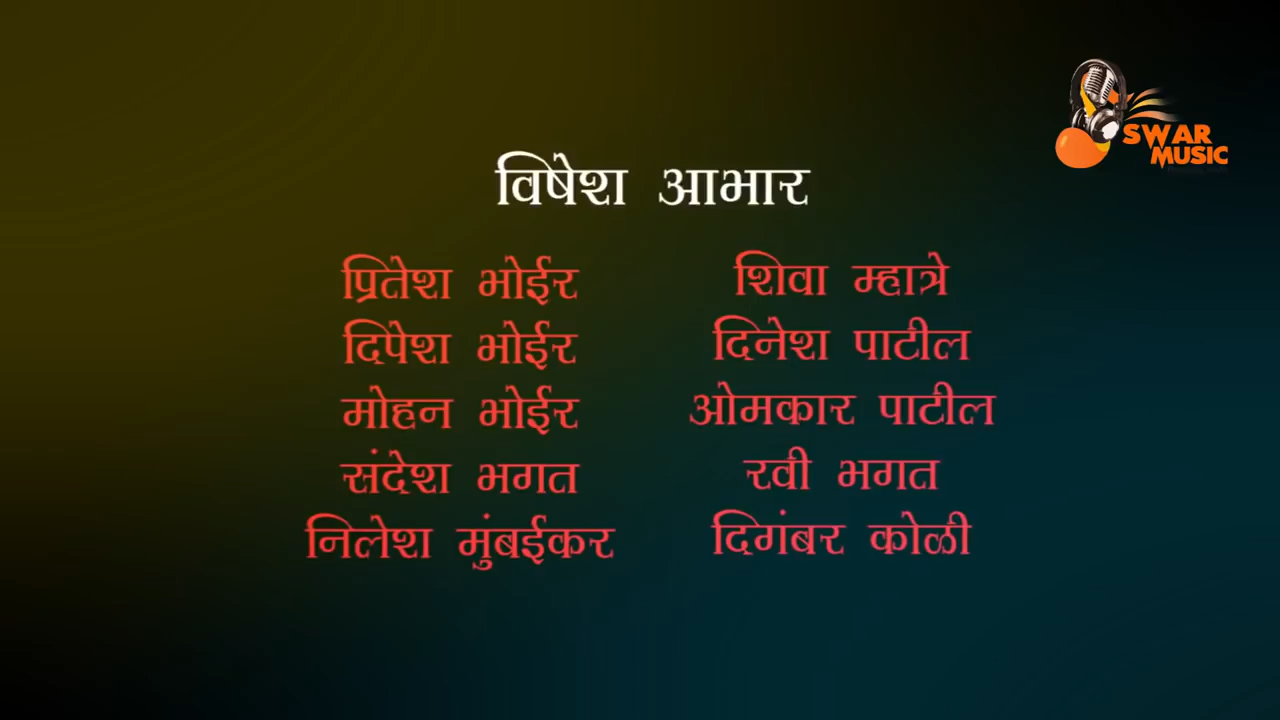 SWAR
MUSIC
विषेश आभार
प्रितेश भोईर
दिपेश भोईर
मोहन भोईर
संदेश भगत
निलेश मुंबईकर
शिवा म्हात्रे
दिनेश पाटील
ओमकार पाटील
रवी भगत
दिगंबर कोळी